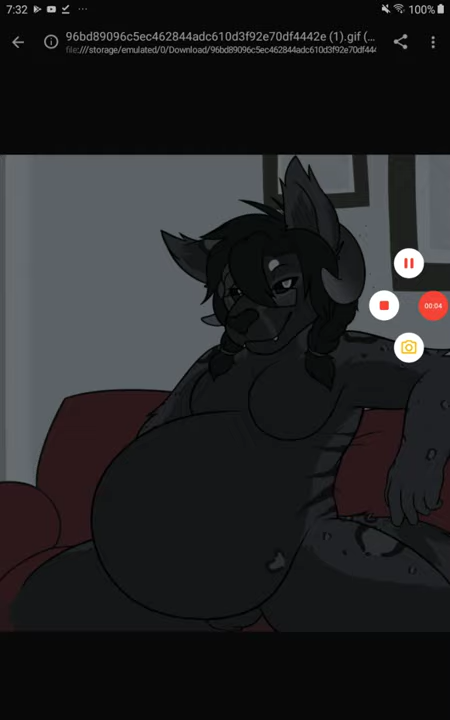 7:32 ... 100%
96bd89096c5ec462844adc610d3f92e70df4442e (1).gif (...
file:///storage/emulated/0/Download/96bd89096c5ec462844adc610d3f92e70df444
00:04